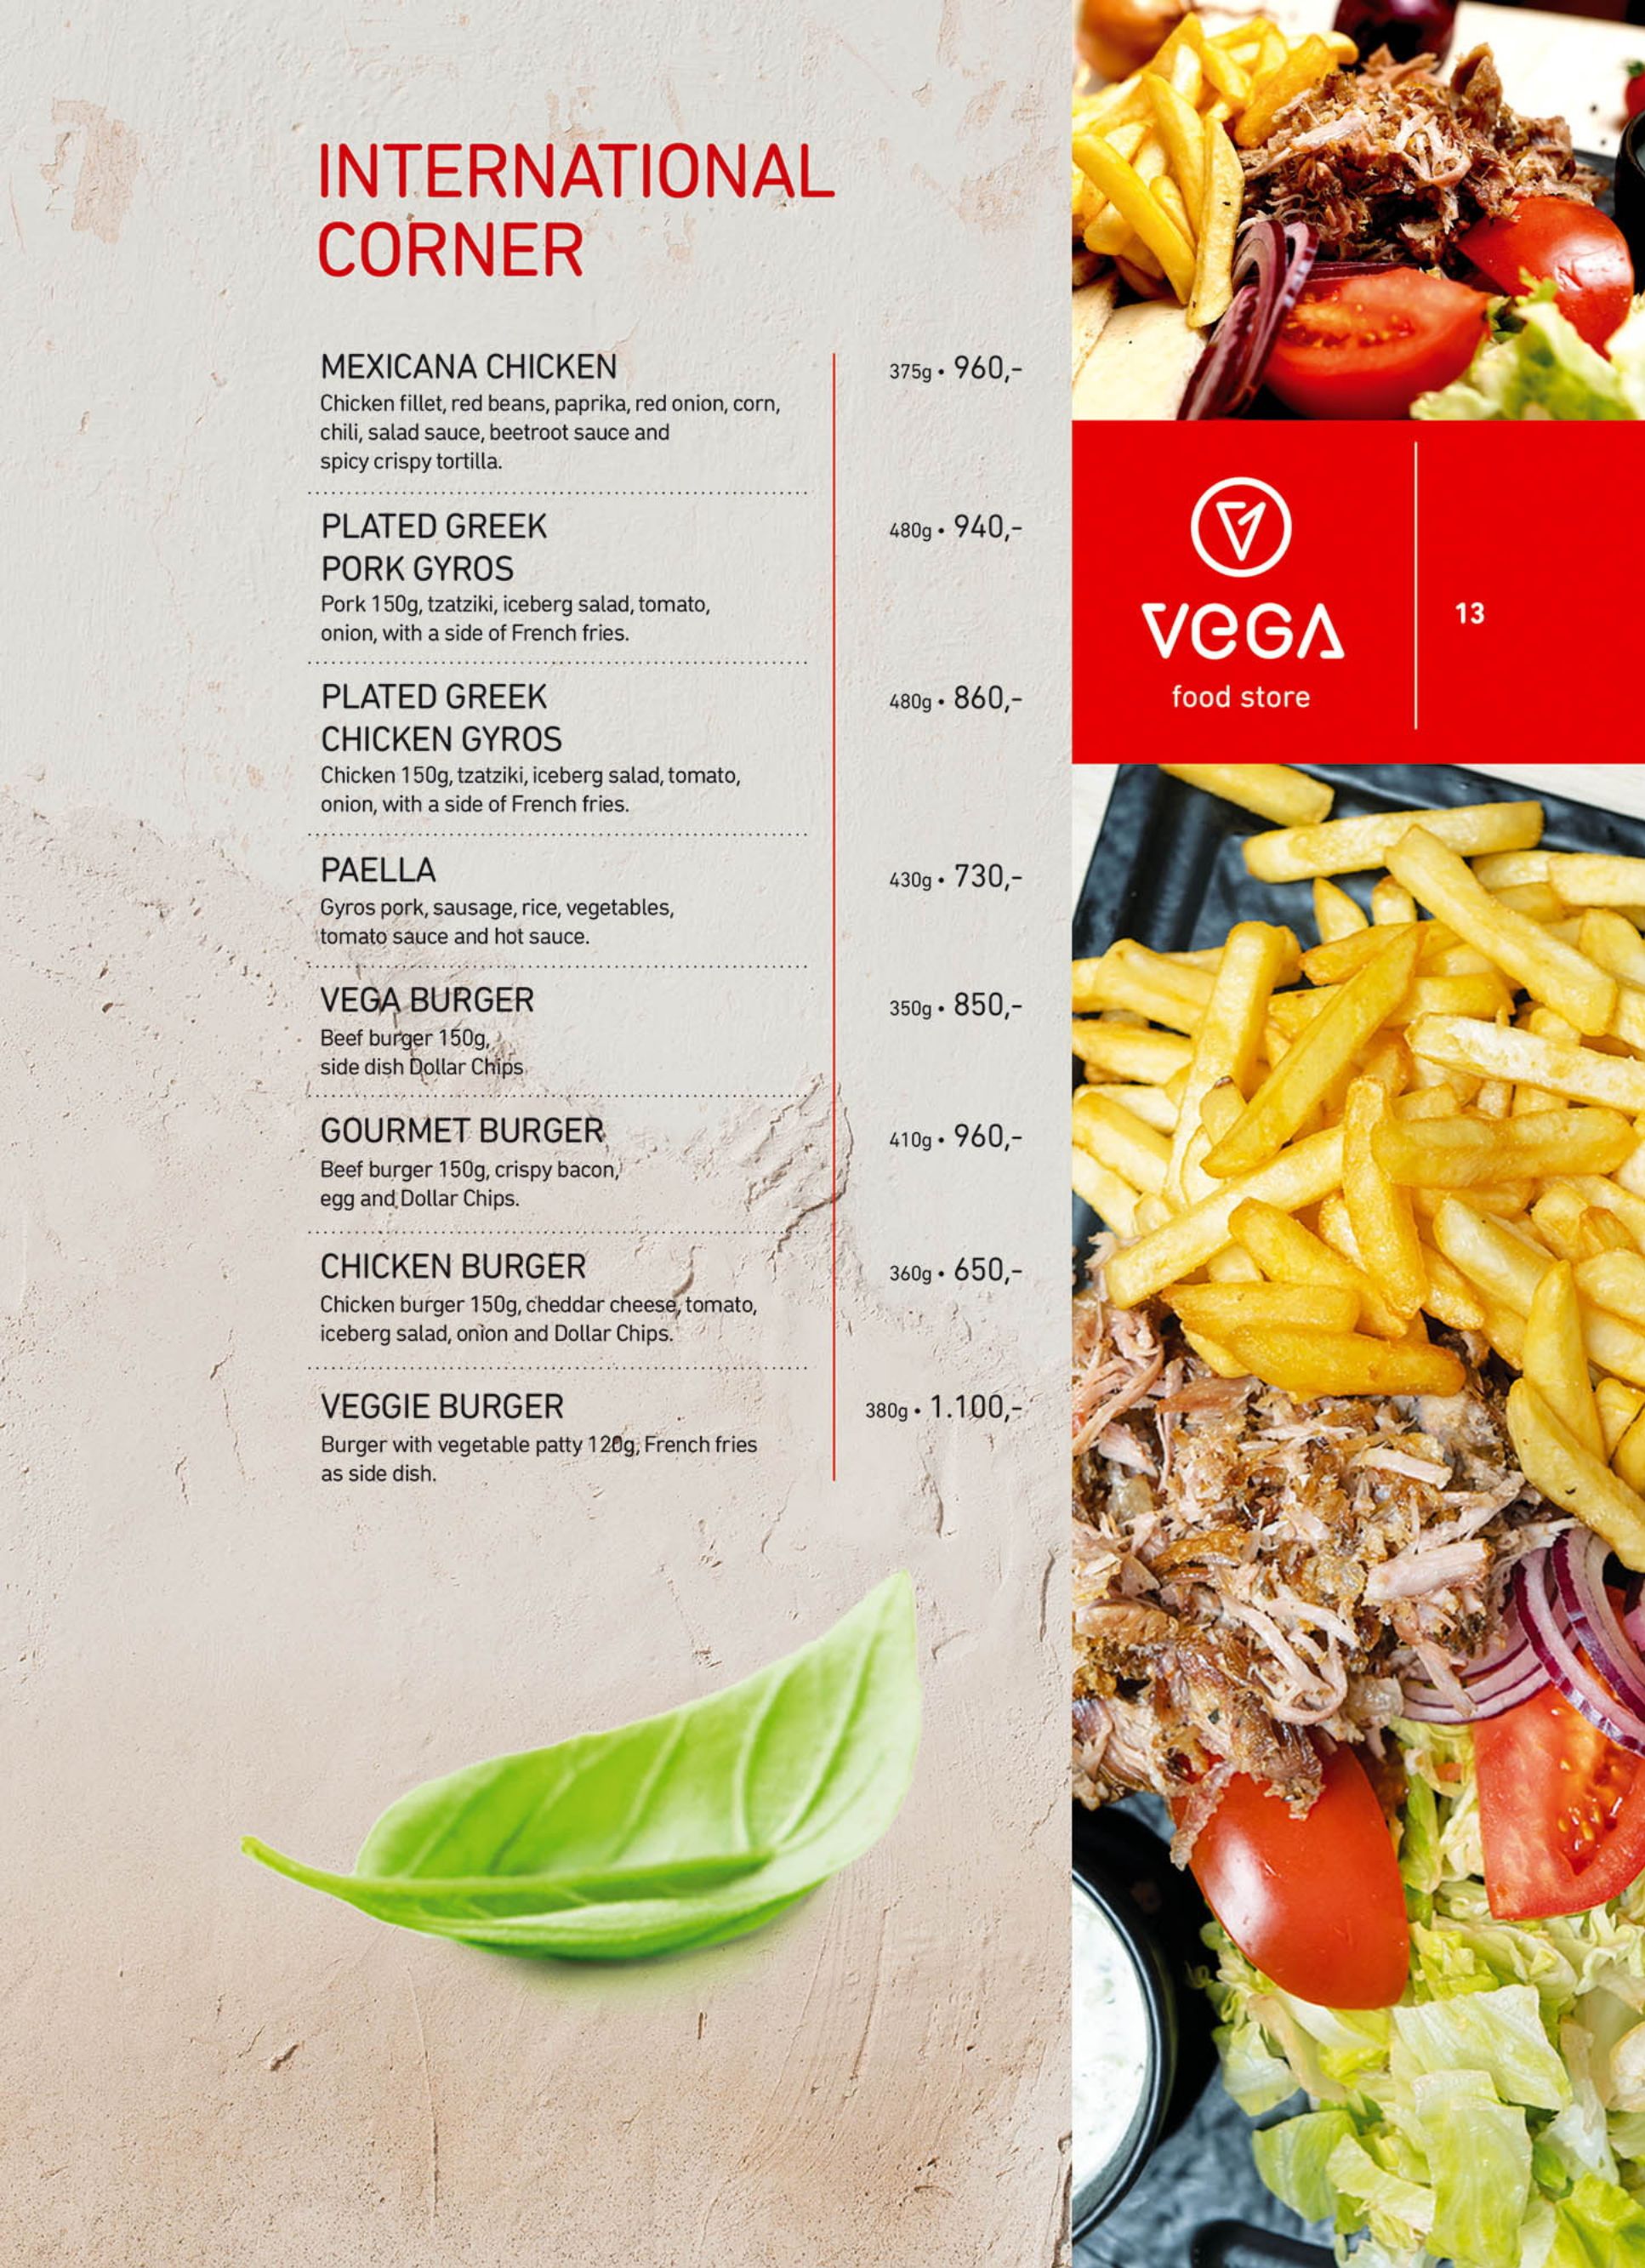 INTERNATIONAL
CORNER
MEXICANA CHICKEN
375g • 960,-
Chicken fillet, red beans, paprika, red onion, corn,
chili, salad sauce, beetroot sauce and
spicy crispy tortilla.
PLATED GREEK
PORK GYROS
480g • 940,-
Pork 150g, tzatziki, iceberg salad, tomato,
onion, with a side of French fries.
PLATED GREEK
CHICKEN GYROS
480g • 860,-
Chicken 150g, tzatziki, iceberg salad, tomato,
onion, with a side of French fries.
PAELLA
430g • 730,-
Gyros pork, sausage, rice, vegetables,
tomato sauce and hot sauce.
VEGA BURGER
350g • 850,-
Beef burger 150g,
side dish Dollar Chips
GOURMET BURGER
410g • 960,-
Beef burger 150g, crispy bacon,
egg and Dollar Chips.
CHICKEN BURGER
360g • 650,-
Chicken burger 150g, cheddar cheese, tomato,
iceberg salad, onion and Dollar Chips.
VEGGIE BURGER
380g • 1.100,-
Burger with vegetable patty 120g, French fries
as side dish.
VEGA
food store
13